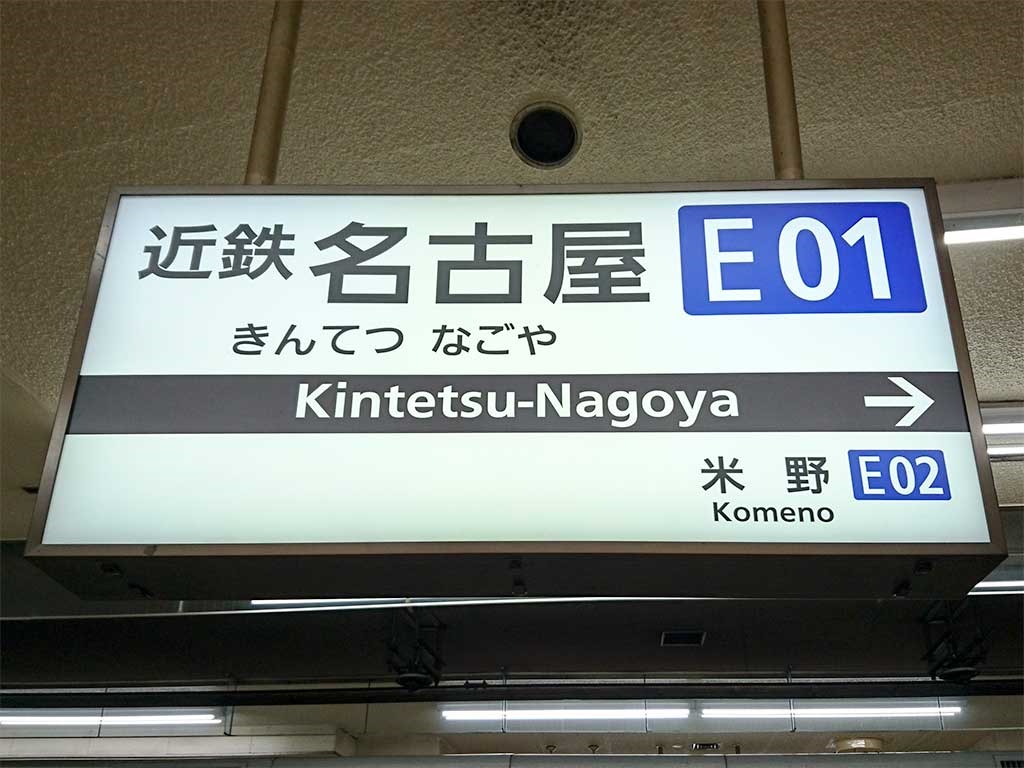 近鉄名古屋 E01
きんてつ なごや
Kintetsu-Nagoya →
米野 E02
Komeno